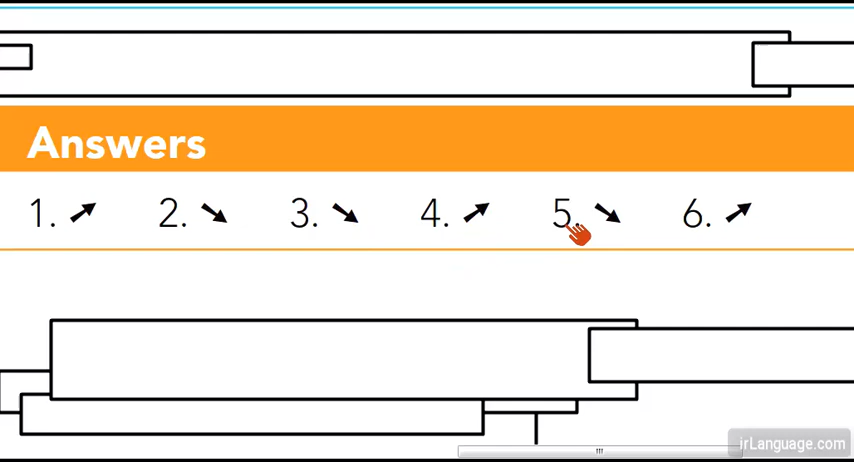 Answers
1. ➚ 2. ➘ 3. ➘ 4. ➚ 5. ➘ 6. ➚
irLanguage.com